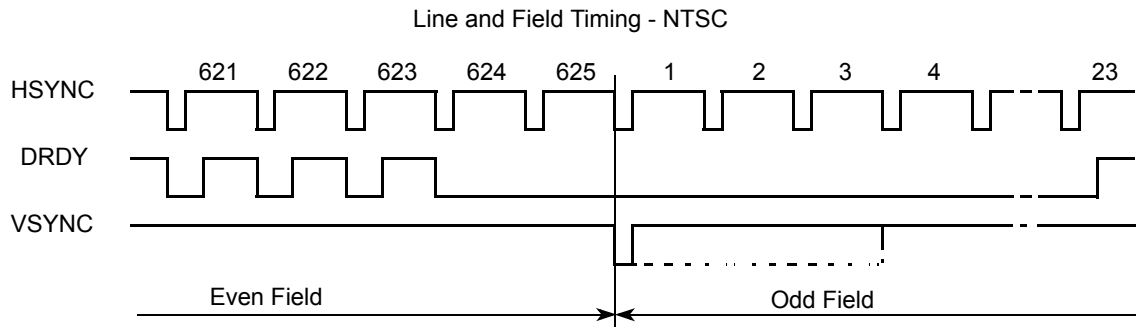 Line and Field Timing - NTSC
621 622 623 624 625 1 2 3 4 23
HSYNC
DRDY
VSYNC
Even Field Odd Field